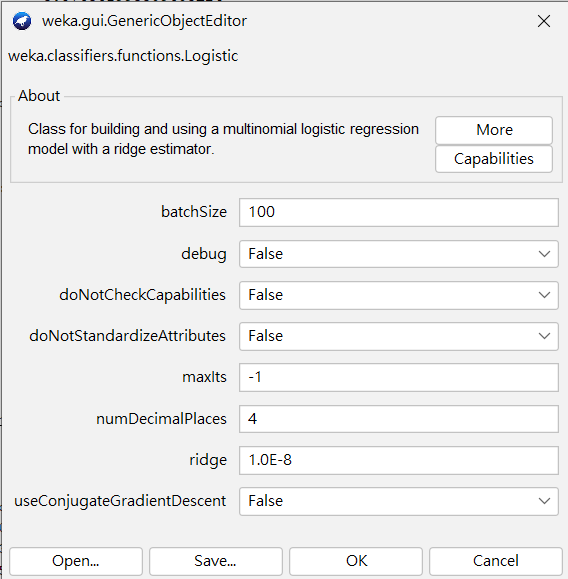 weka.gui.GenericObjectEditor
weka.classifiers.functions.Logistic
About
Class for building and using a multinomial logistic regression
model with a ridge estimator.
More
Capabilities
batchSize 100
debug False
doNotCheckCapabilities False
doNotStandardizeAttributes False
maxIts -1
numDecimalPlaces 4
ridge 1.0E-8
useConjugateGradientDescent False
Open... Save... OK Cancel